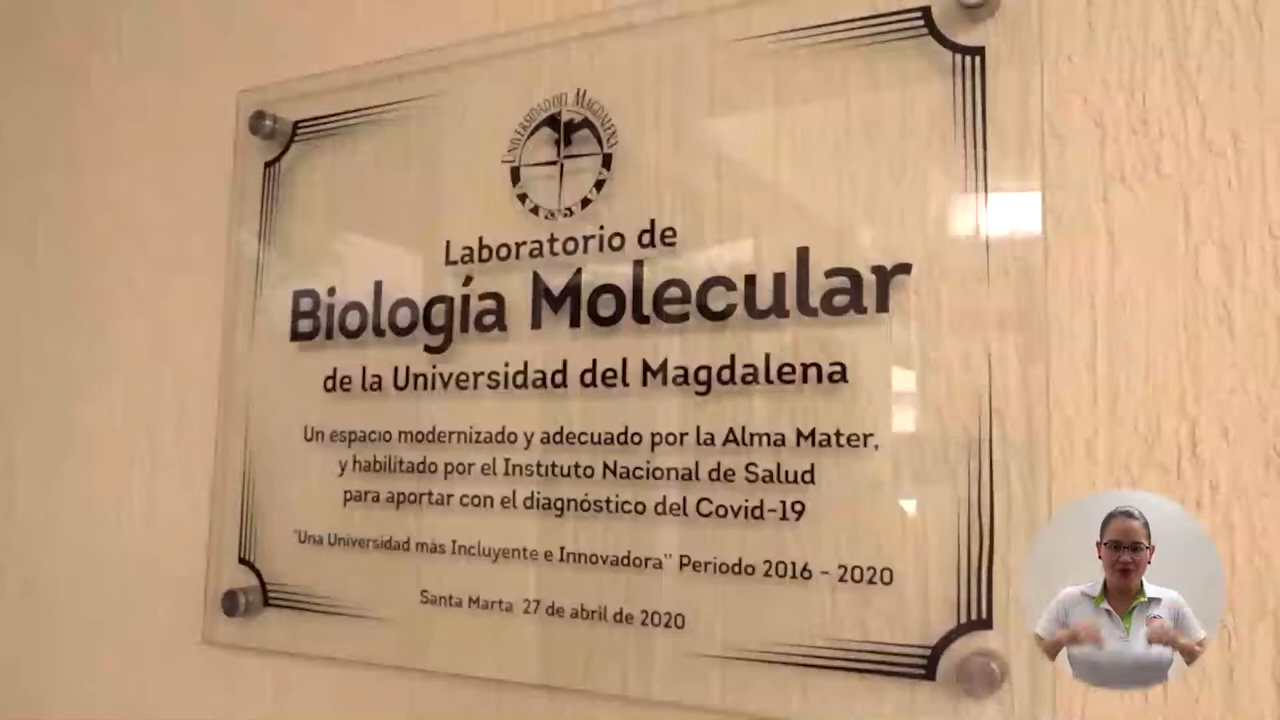 UNIVERSIDAD DEL MAGDALENA
Laboratorio de
Biología Molecular
de la Universidad del Magdalena
Un espacio modernizado y adecuado por la Alma Mater,
y habilitado por el Instituto Nacional de Salud
para aportar con el diagnóstico del Covid-19
"Una Universidad más Incluyente e Innovadora" Periodo 2016 - 2020
Santa Marta 27 de abril de 2020